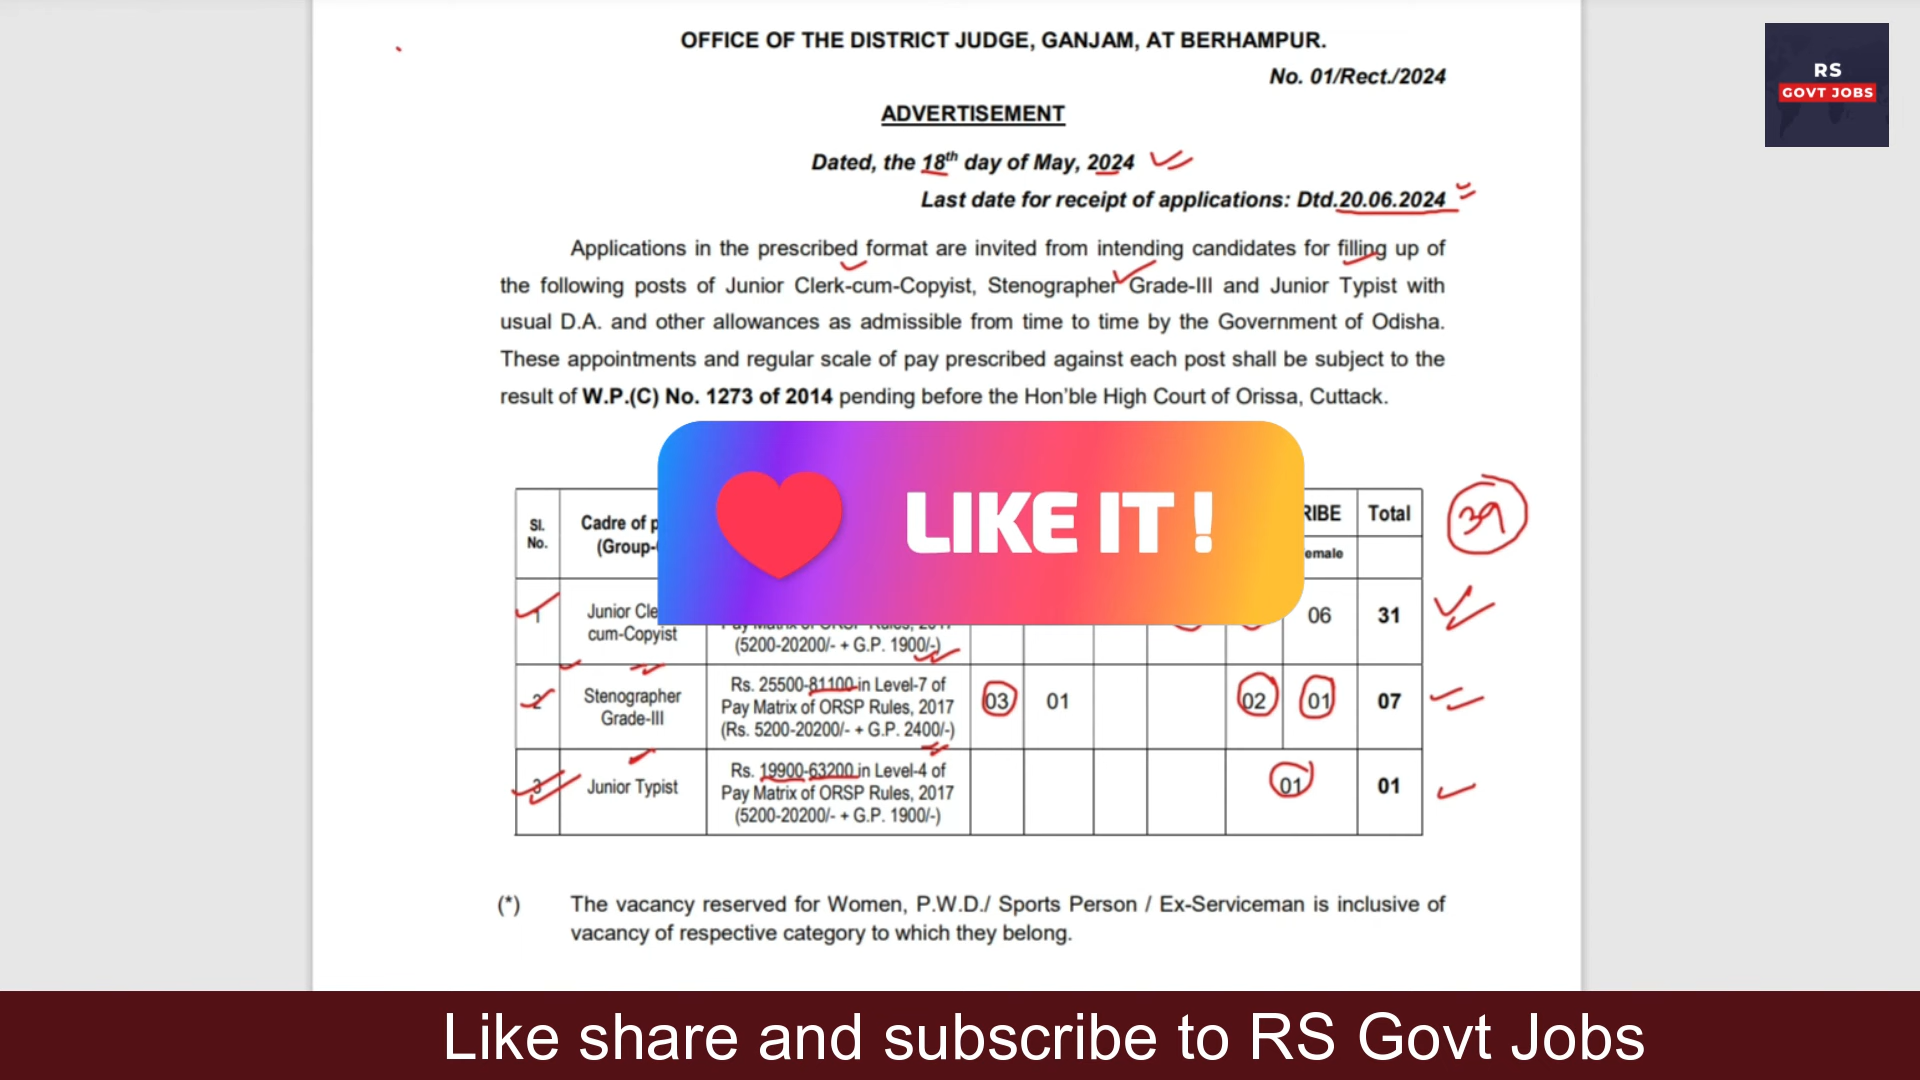 OFFICE OF THE DISTRICT JUDGE, GANJAM, AT BERHAMPUR.
No. 01/Rect./2024
RS
GOVT JOBS
ADVERTISEMENT
Dated, the 18th day of May, 2024
Last date for receipt of applications: Dtd.20.06.2024
Applications in the prescribed format are invited from intending candidates for filling up of
the following posts of Junior Clerk-cum-Copyist, Stenographer Grade-III and Junior Typist with
usual D.A. and other allowances as admissible from time to time by the Government of Odisha.
These appointments and regular scale of pay prescribed against each post shall be subject to the
result of W.P.(C) No. 1273 of 2014 pending before the Hon'ble High Court of Orissa, Cuttack.
LIKE IT !
Sl. No. Cadre of p (Group- RIBE Total
emale
39
1 Junior Cle cum-Copyist (5200-20200/- + G.P. 1900/-) 06 31
2 Stenographer Grade-III Rs. 25500-81100 in Level-7 of Pay Matrix of ORSP Rules, 2017 (Rs. 5200-20200/- + G.P. 2400/-) 03 01 02 01 07
3 Junior Typist Rs. 19900-63200 in Level-4 of Pay Matrix of ORSP Rules, 2017 (5200-20200/- + G.P. 1900/-) 01 01
(*) The vacancy reserved for Women, P.W.D./ Sports Person / Ex-Serviceman is inclusive of
vacancy of respective category to which they belong.
Like share and subscribe to RS Govt Jobs